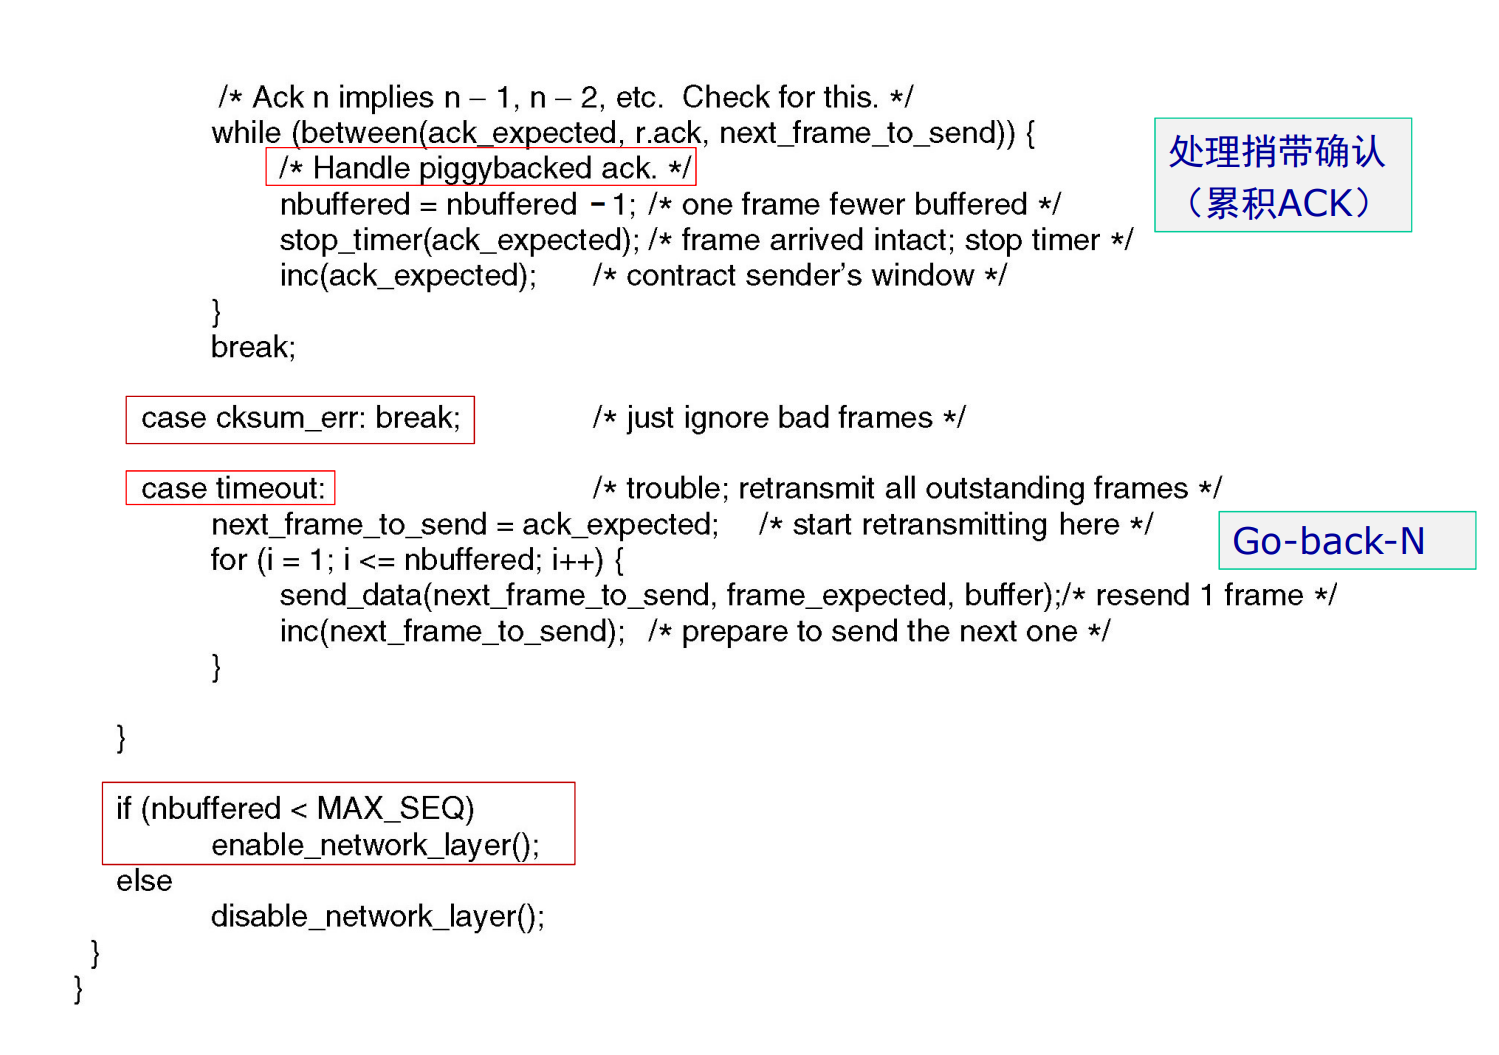 /* Ack n implies n – 1, n – 2, etc.  Check for this. */
while (between(ack_expected, r.ack, next_frame_to_send)) {
/* Handle piggybacked ack. */
nbuffered = nbuffered – 1; /* one frame fewer buffered */
stop_timer(ack_expected); /* frame arrived intact; stop timer */
inc(ack_expected); /* contract sender’s window */
}
break;
处理捎带确认
（累积ACK）
case cksum_err: break; /* just ignore bad frames */
case timeout: /* trouble; retransmit all outstanding frames */
next_frame_to_send = ack_expected; /* start retransmitting here */
for (i = 1; i <= nbuffered; i++) {
send_data(next_frame_to_send, frame_expected, buffer);/* resend 1 frame */
inc(next_frame_to_send); /* prepare to send the next one */
}
Go-back-N
}
if (nbuffered < MAX_SEQ)
enable_network_layer();
else
disable_network_layer();
}
}